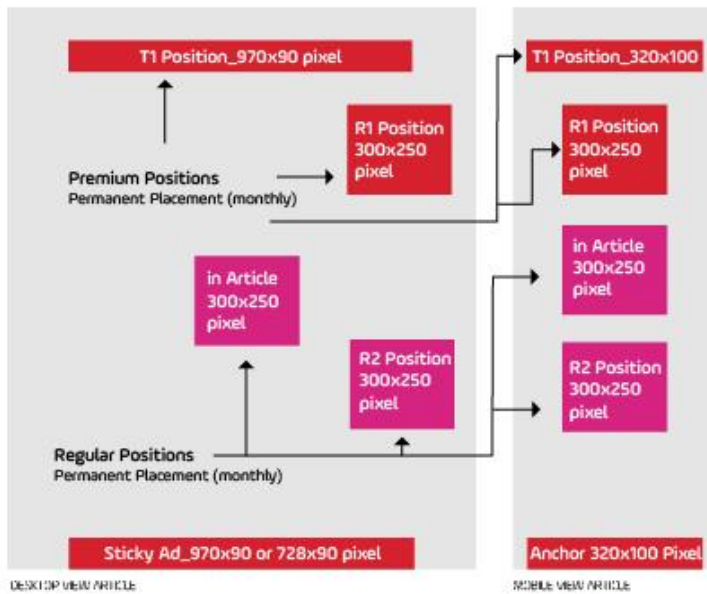 T1 Position_970x90 pixel
R1 Position
300x250
pixel
Premium Positions
Permanent Placement (monthly)
in Article
300x250
pixel
R2 Position
300x250
pixel
Regular Positions
Permanent Placement (monthly)
Sticky Ad_970x90 or 728x90 pixel
DESKTOP VIEW ARTICLE
T1 Position_320x100
R1 Position
300x250
pixel
in Article
300x250
pixel
R2 Position
300x250
pixel
Anchor 320x100 Pixel
MOBILE VIEW ARTICLE